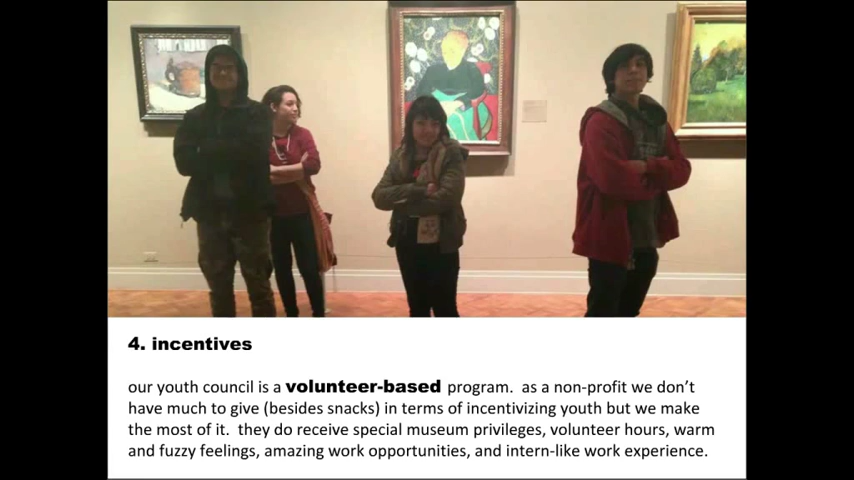 4. incentives
our youth council is a volunteer-based program. as a non-profit we don't
have much to give (besides snacks) in terms of incentivizing youth but we make
the most of it. they do receive special museum privileges, volunteer hours, warm
and fuzzy feelings, amazing work opportunities, and intern-like work experience.